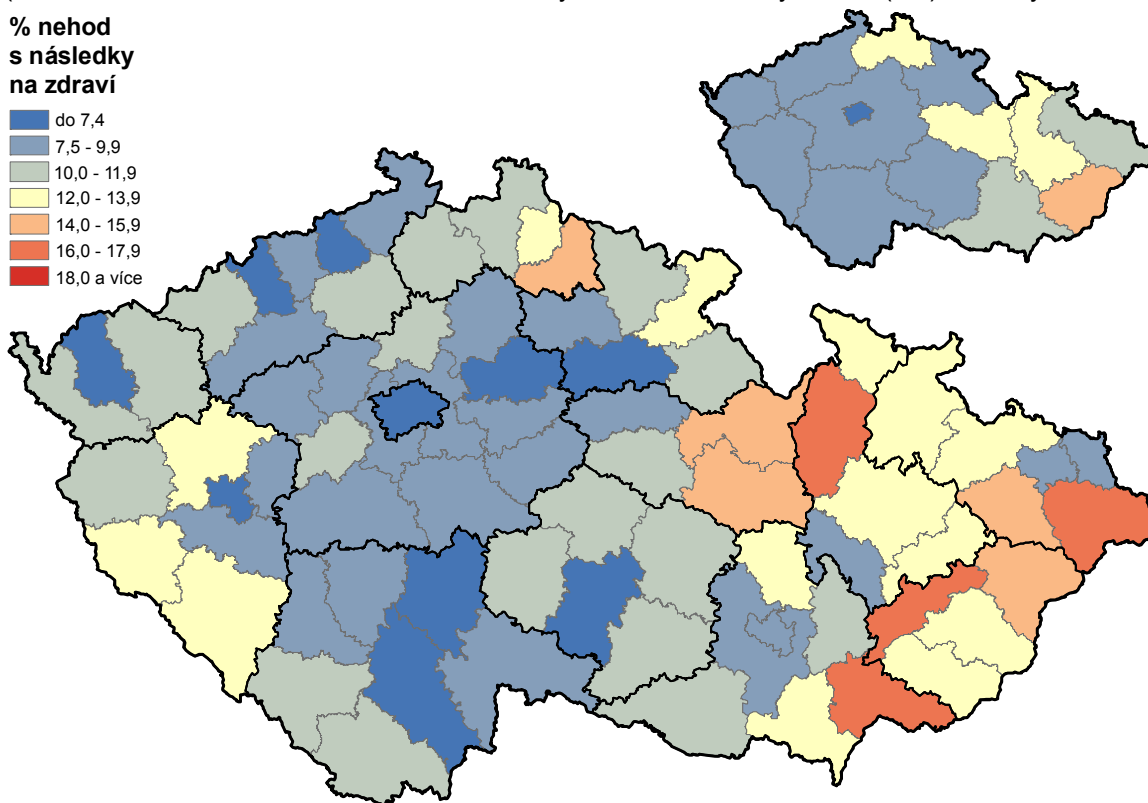 % nehod
s následky
na zdraví
do 7,4
7,5 - 9,9
10,0 - 11,9
12,0 - 13,9
14,0 - 15,9
16,0 - 17,9
18,0 a více